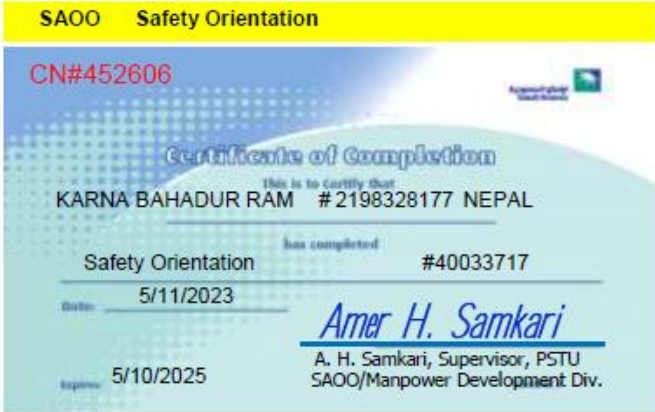 SAOO Safety Orientation
CN#452606
Certificate of Completion
This is to Certify that
KARNA BAHADUR RAM # 2198328177 NEPAL
has completed
Safety Orientation #40033717
Date: 5/11/2023
Amer H. Samkari
A. H. Samkari, Supervisor, PSTU
Expires 5/10/2025 SAOO/Manpower Development Div.